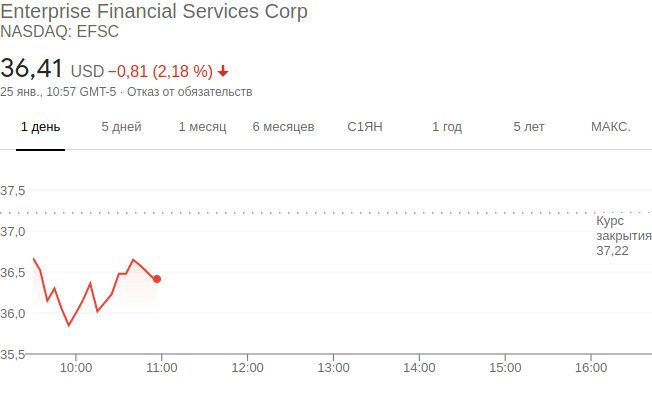 Enterprise Financial Services Corp
NASDAQ: EFSC
36,41 USD −0,81 (2,18 %)
25 янв., 10:57 GMT-5 · Отказ от обязательств
1 день 5 дней 1 месяц 6 месяцев С1ЯН 1 год 5 лет МАКС.
37,5
Курс
закрытия
37,22
37,0
36,5
36,0
35,5
10:00 11:00 12:00 13:00 14:00 15:00 16:00